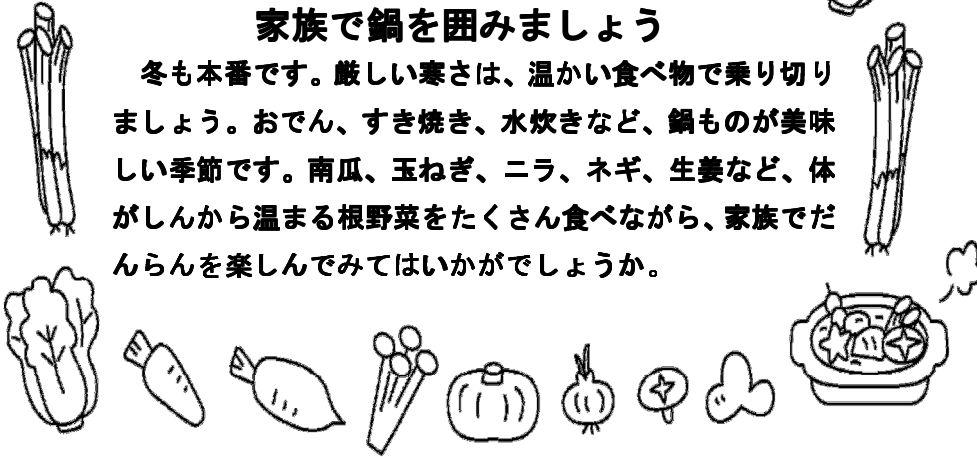 家族で鍋を囲みましょう
冬も本番です。厳しい寒さは、温かい食べ物で乗り切り
ましょう。おでん、すき焼き、水炊きなど、鍋ものが美味
しい季節です。南瓜、玉ねぎ、ニラ、ネギ、生姜など、体
がしんから温まる根野菜をたくさん食べながら、家族でだ
んらんを楽しんでみてはいかがでしょうか。